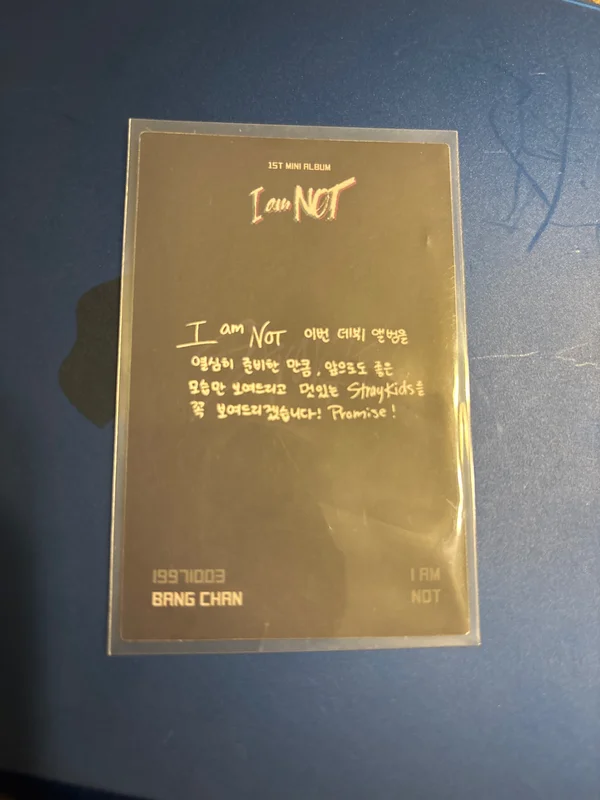 1ST MINI ALBUM
I am NOT
I am NOT 이번 데뷔 앨범을
열심히 준비한 만큼, 앞으로도 좋은
모습만 보여드리고 멋있는 StrayKids을
꼭 보여드리겠습니다! Promise!
19971003
BANG CHAN
I AM
NOT